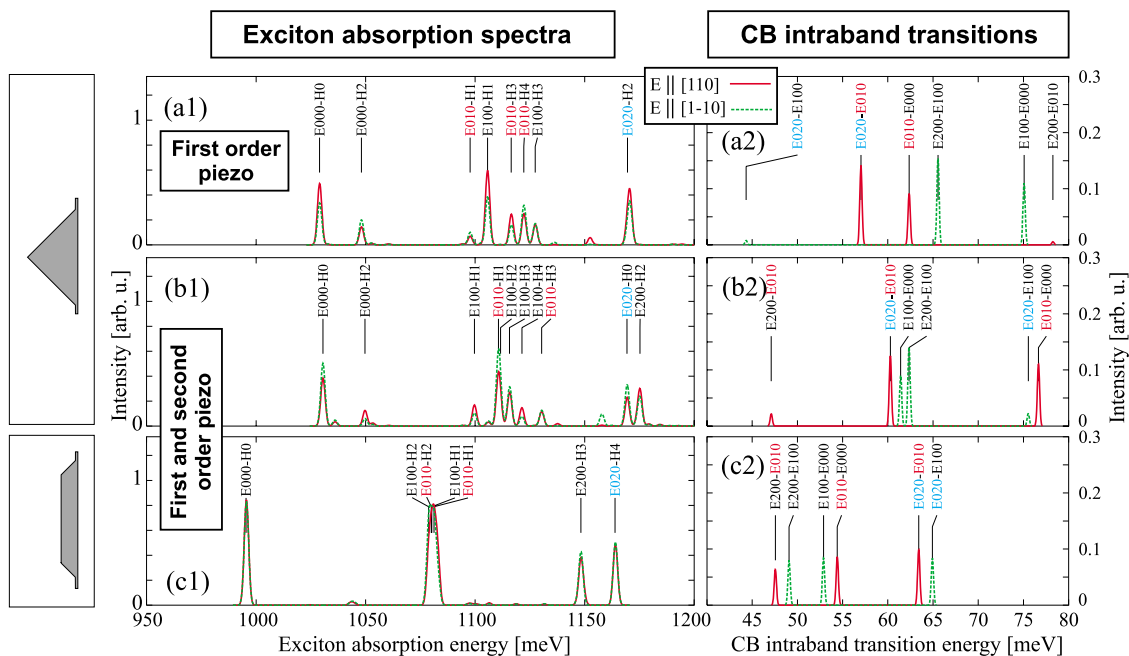 Exciton absorption spectra
CB intraband transitions
E || [110]
E || [1-10]
(a1)
First order
piezo
E000-H0
E000-H2
E010-H1
E100-H1
E010-H3
E010-H4
E100-H3
E020-H2
1
0
(a2)
E020-E100
E020-E010
E010-E000
E200-E100
E100-E000
E200-E010
0.3
0.2
0.1
0
(b1)
E000-H0
E000-H2
E100-H1
E010-H1
E100-H2
E100-H3
E100-H4
E010-H3
E020-H0
E200-H2
1
0
(b2)
E200-E010
E020-E010
E100-E000
E200-E100
E020-E100
E010-E000
0.3
0.2
0.1
0
First and second
order piezo
(c1)
E000-H0
E100-H2
E010-H2
E100-H1
E010-H1
E200-H3
E020-H4
1
0
(c2)
E200-E010
E200-E100
E100-E000
E010-E000
E020-E010
E020-E100
0.3
0.2
0.1
0
Intensity [arb. u.]
Intensity [arb. u.]
950 1000 1050 1100 1150 1200
45 50 55 60 65 70 75 80
Exciton absorption energy [meV]
CB intraband transition energy [meV]